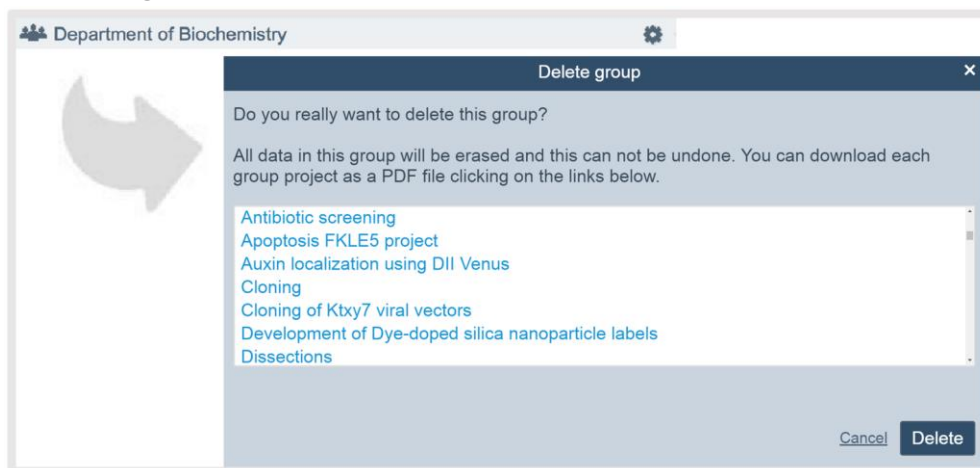 Department of Biochemistry
Delete group
Do you really want to delete this group?
All data in this group will be erased and this can not be undone. You can download each
group project as a PDF file clicking on the links below.
Antibiotic screening
Apoptosis FKLE5 project
Auxin localization using DII Venus
Cloning
Cloning of Ktxy7 viral vectors
Development of Dye-doped silica nanoparticle labels
Dissections
Cancel Delete